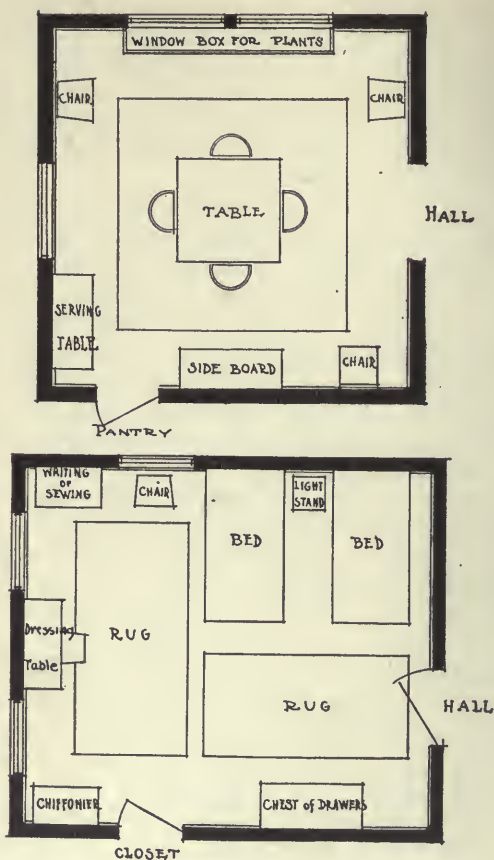 WINDOW BOX FOR PLANTS
CHAIR
CHAIR
TABLE
HALL
SERVING
TABLE
SIDE BOARD
CHAIR
PANTRY
WRITING
OF
SEWING
CHAIR
LIGHT
STAND
BED
BED
Dressing
Table
RUG
RUG
HALL
CHIFFONIER
CHEST of DRAWERS
CLOSET